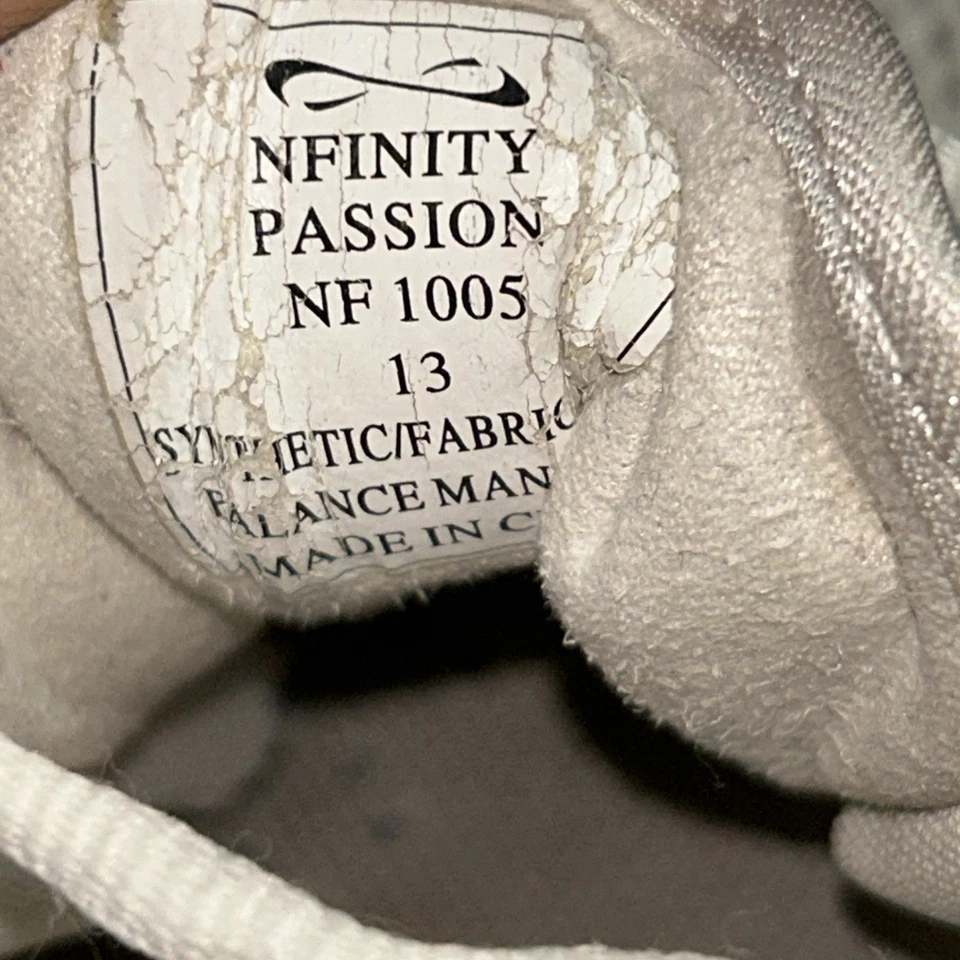 NFINITY
PASSION
NF 1005
13
SYNTHETIC/FABRIC
BALANCE MAN
MADE IN